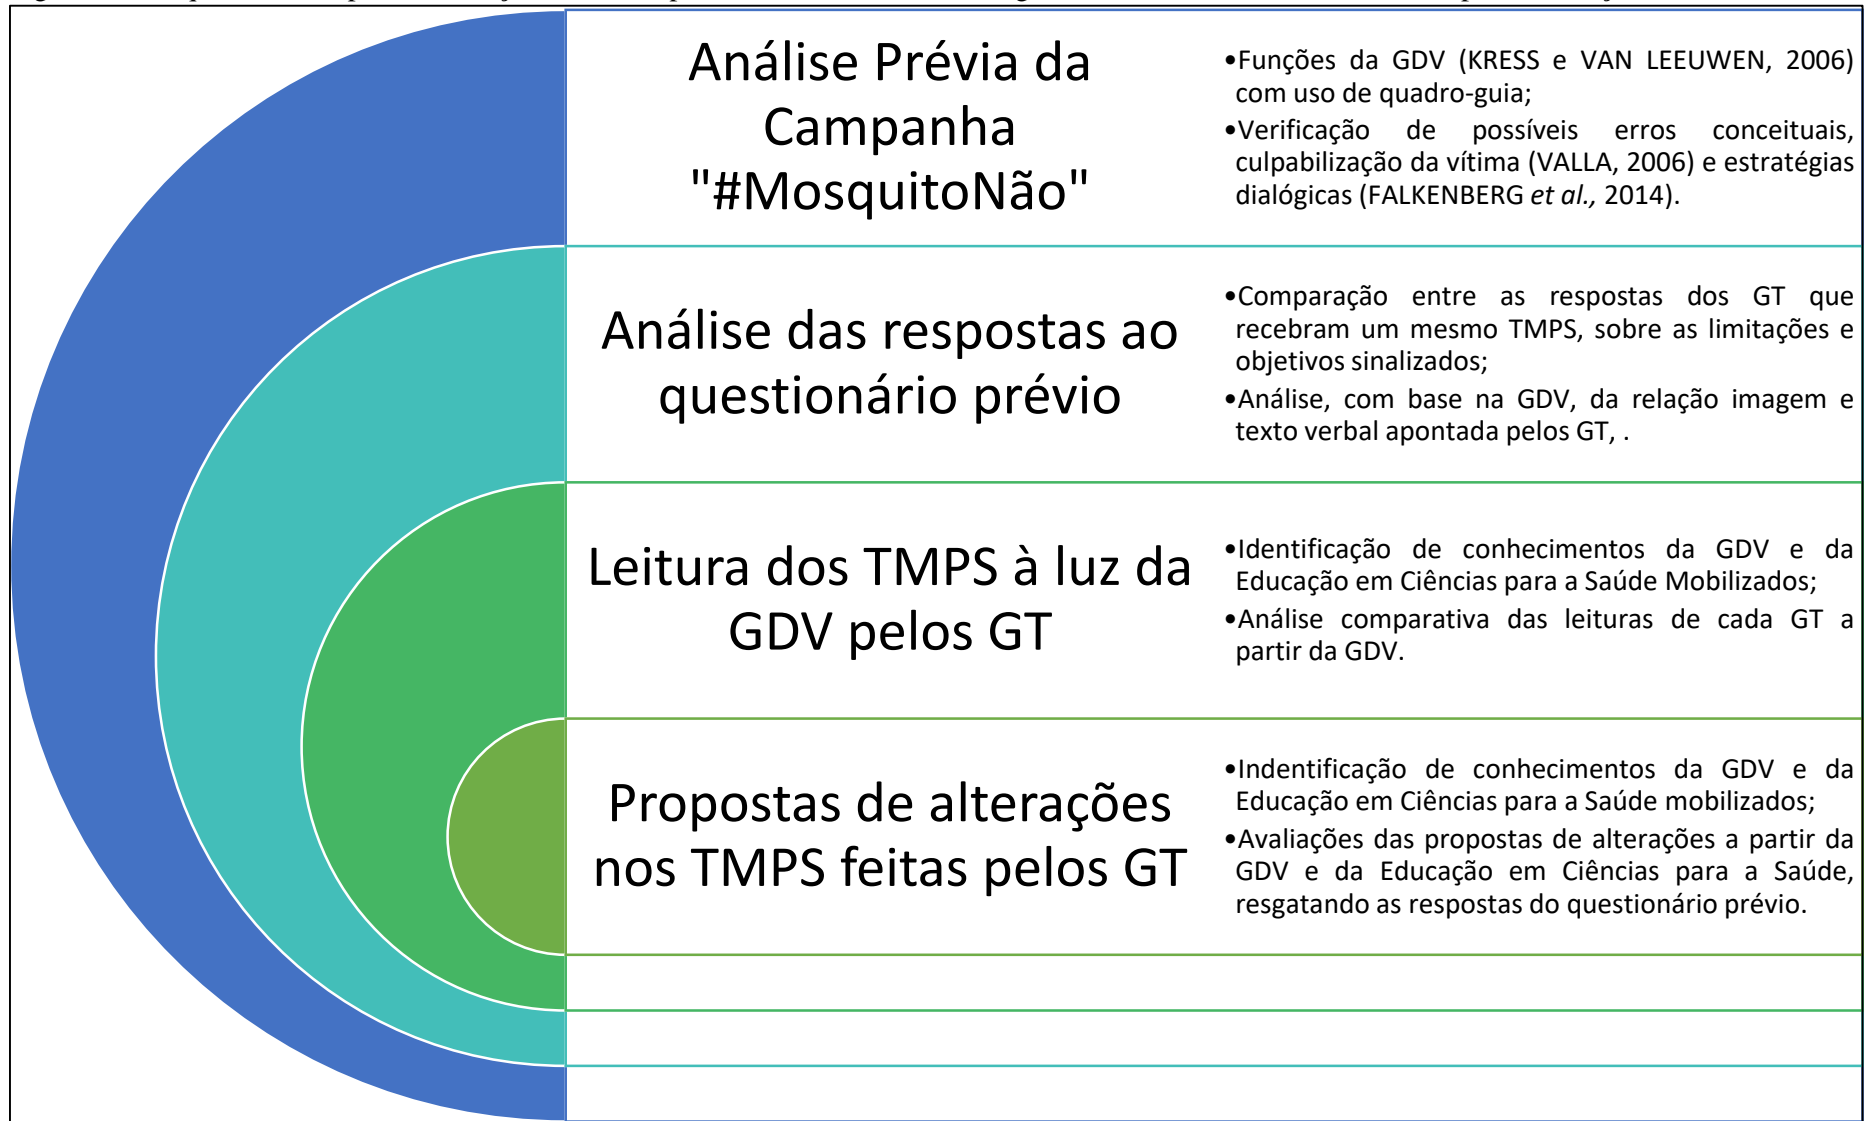 Análise Prévia da
Campanha
"#MosquitoNão"
•Funções da GDV (KRESS e VAN LEEUWEN, 2006)
com uso de quadro-guia;
•Verificação de possíveis erros conceituais,
culpabilização da vítima (VALLA, 2006) e estratégias
dialógicas (FALKENBERG et al., 2014).
Análise das respostas ao
questionário prévio
•Comparação entre as respostas dos GT que
recebram um mesmo TMPS, sobre as limitações e
objetivos sinalizados;
•Análise, com base na GDV, da relação imagem e
texto verbal apontada pelos GT, .
Leitura dos TMPS à luz da
GDV pelos GT
•Identificação de conhecimentos da GDV e da
Educação em Ciências para a Saúde Mobilizados;
•Análise comparativa das leituras de cada GT a
partir da GDV.
Propostas de alterações
nos TMPS feitas pelos GT
•Indentificação de conhecimentos da GDV e da
Educação em Ciências para a Saúde mobilizados;
•Avaliações das propostas de alterações a partir da
GDV e da Educação em Ciências para a Saúde,
resgatando as respostas do questionário prévio.